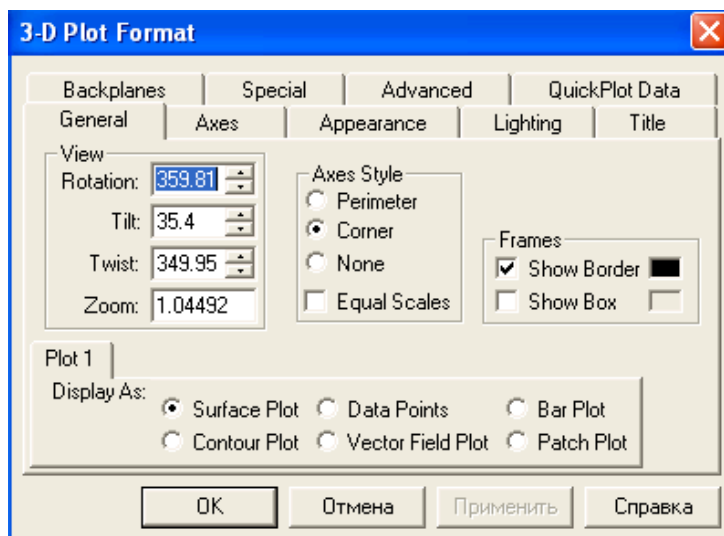 3-D Plot Format
Backplanes Special Advanced QuickPlot Data
General Axes Appearance Lighting Title
View
Rotation: 359.81
Tilt: 35.4
Twist: 349.95
Zoom: 1.04492
Axes Style
Perimeter
Corner
None
Equal Scales
Frames
Show Border
Show Box
Plot 1
Display As:
Surface Plot Data Points Bar Plot
Contour Plot Vector Field Plot Patch Plot
OK Отмена Применить Справка